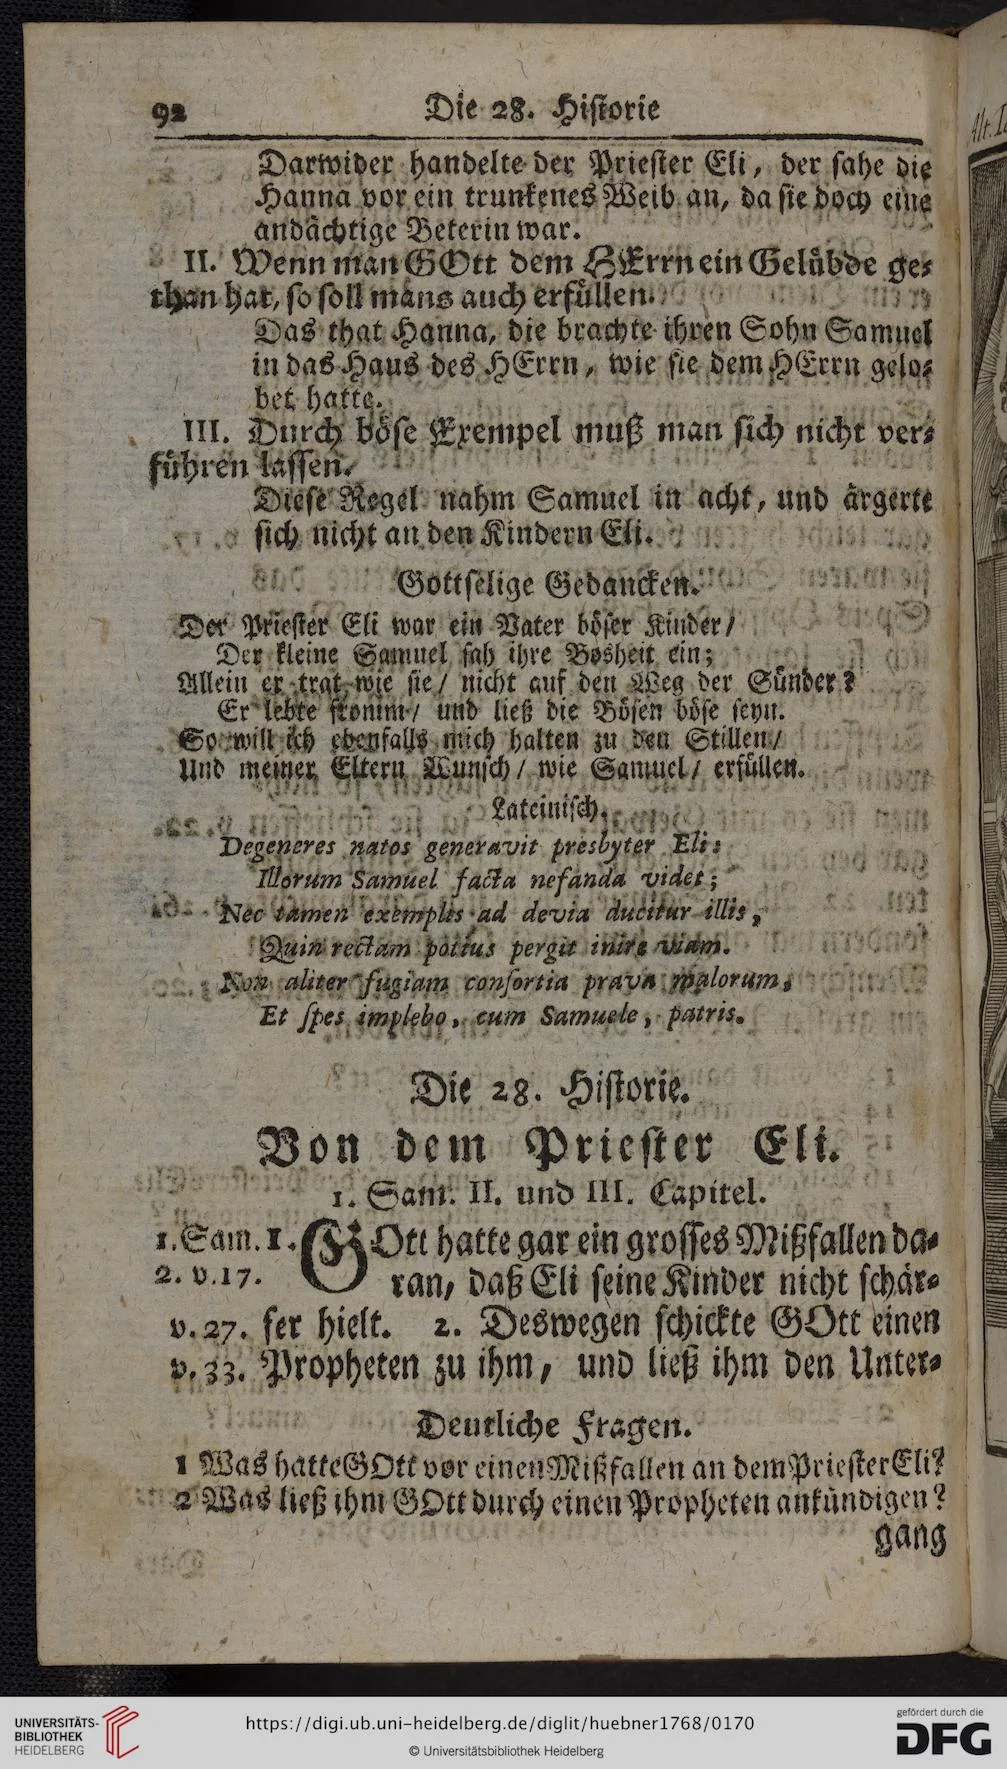 92 Die 28. Historie
Darwider handelte der Priester Eli, der sahe die
Hanna vor ein trunkenes Weib an, da sie doch eine
andächtige Beterin war.
II. Wenn man GOtt dem HErrn ein Gelübde ge-
than hat, so soll mans auch erfüllen.
Das that Hanna, die brachte ihren Sohn Samuel
in das Haus des HErrn, wie sie dem HErrn gelo-
bet hatte.
III. Durch böse Exempel muß man sich nicht ver-
führen lassen.
Diese Regel nahm Samuel in acht, und ärgerte
sich nicht an den Kindern Eli.
Gottselige Gedancken.
Der Priester Eli war ein Vater böser Kinder/
Der kleine Samuel sah ihre Bosheit ein;
Allein er trat, wie sie/ nicht auf den Weg der Sünder?
Er lebte fromm/ und ließ die Bösen böse seyn.
So will ich ebenfalls mich halten zu den Stillen/
Und meiner Eltern Wunsch/ wie Samuel/ erfüllen.
Lateinisch.
Degeneres natos generavit presbyter Eli:
Illorum Samuel facta nefanda videt;
Nec tamen exemplis ad devia ducitur illis,
Quin rectam potius pergit inire viam.
Non aliter fugiam consortia prava malorum,
Et spes implebo, cum Samuele, patris.
Die 28. Historie.
Von dem Priester Eli.
1. Sam. II. und III. Capitel.
1. Sam. 1. GOtt hatte gar ein grosses Mißfallen da-
2. v.17. ran, daß Eli seine Kinder nicht schär-
v.27. fer hielt. 2. Deswegen schickte GOtt einen
v.33. Propheten zu ihm, und ließ ihm den Unter-
Deutliche Fragen.
1 Was hatte GOtt vor einen Mißfallen an dem Priester Eli?
2 Was ließ ihm GOtt durch einen Propheten ankündigen?
gang
UNIVERSITÄTS-
BIBLIOTHEK
HEIDELBERG
https://digi.ub.uni-heidelberg.de/diglit/huebner1768/0170
© Universitätsbibliothek Heidelberg
gefördert durch die
DFG